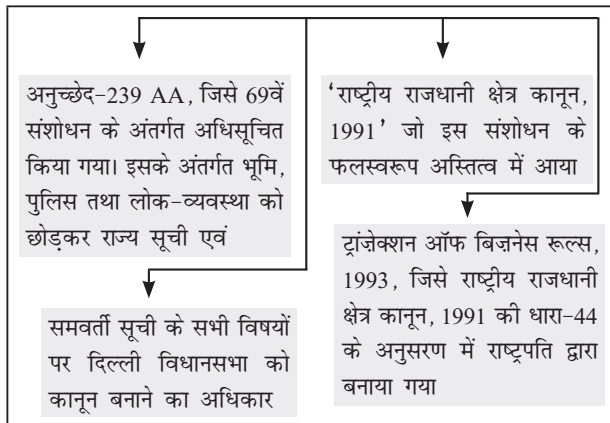 अनुच्छेद-239 AA, जिसे 69वें
संशोधन के अंतर्गत अधिसूचित
किया गया। इसके अंतर्गत भूमि,
पुलिस तथा लोक-व्यवस्था को
छोड़कर राज्य सूची एवं
समवर्ती सूची के सभी विषयों
पर दिल्ली विधानसभा को
कानून बनाने का अधिकार
‘राष्ट्रीय राजधानी क्षेत्र कानून,
1991’ जो इस संशोधन के
फलस्वरूप अस्तित्व में आया
ट्रांज़ेक्शन ऑफ बिज़नेस रूल्स,
1993, जिसे राष्ट्रीय राजधानी
क्षेत्र कानून, 1991 की धारा-44
के अनुसरण में राष्ट्रपति द्वारा
बनाया गया